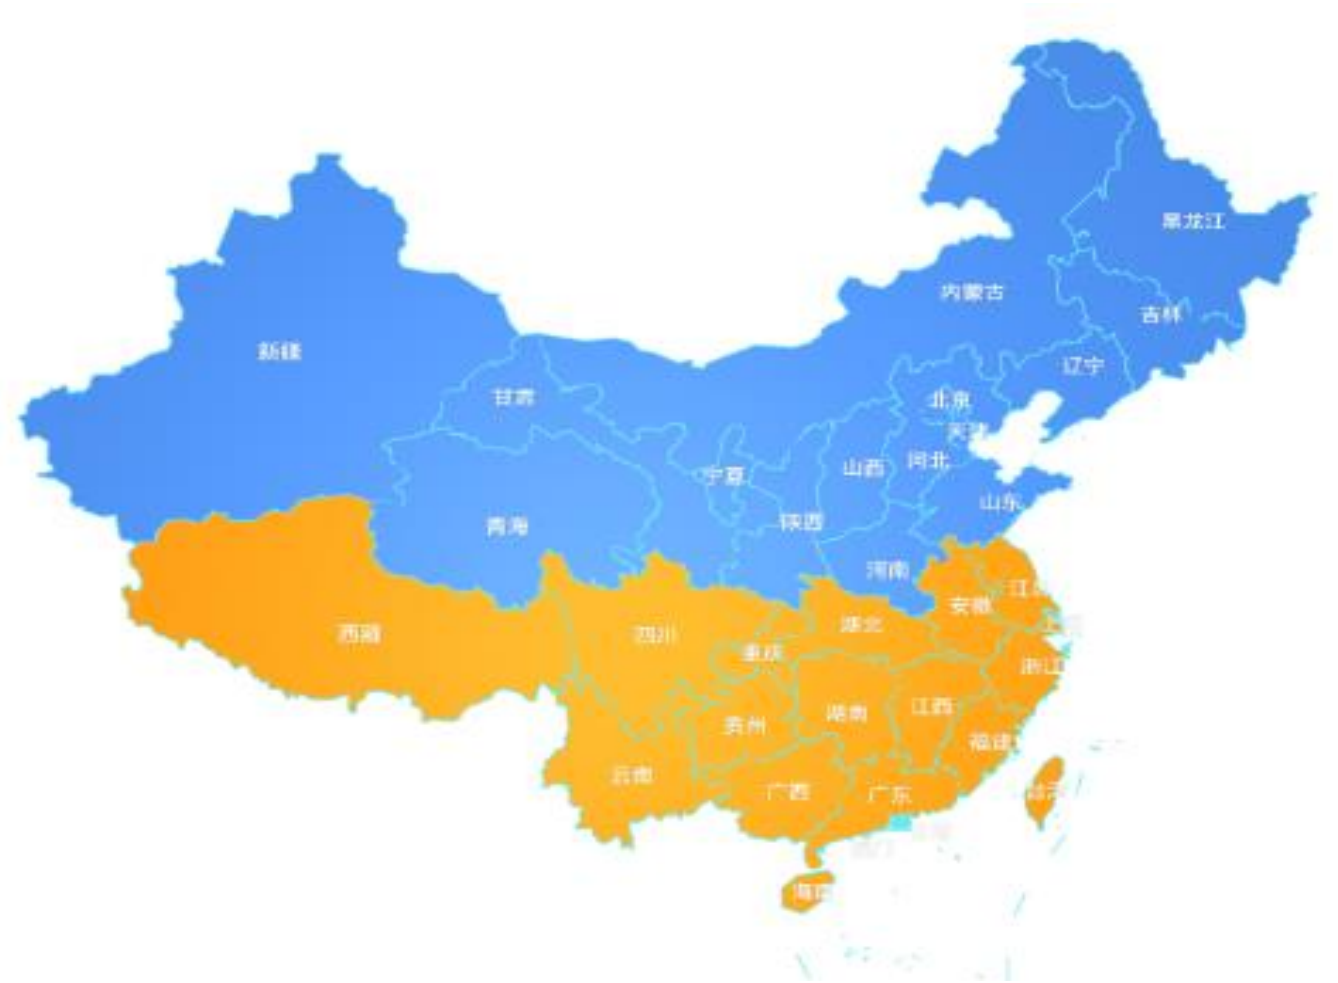 黑龙江
内蒙古
吉林
新疆
辽宁
甘肃
北京
天津
河北
山西
宁夏
山东
陕西
青海
河南
安徽
湖北
西藏
四川
重庆
浙江
江西
湖南
贵州
福建
云南
广西
广东
台湾
海南